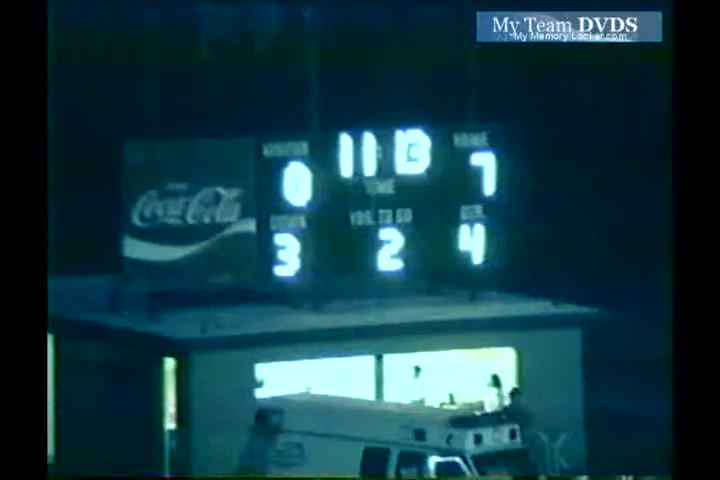 My Team DVDS
My Memory Locker.com
11:13
HOME
0
7
TIME
Coca-Cola
DOWN
YDS. TO GO
QTR.
3
2
4